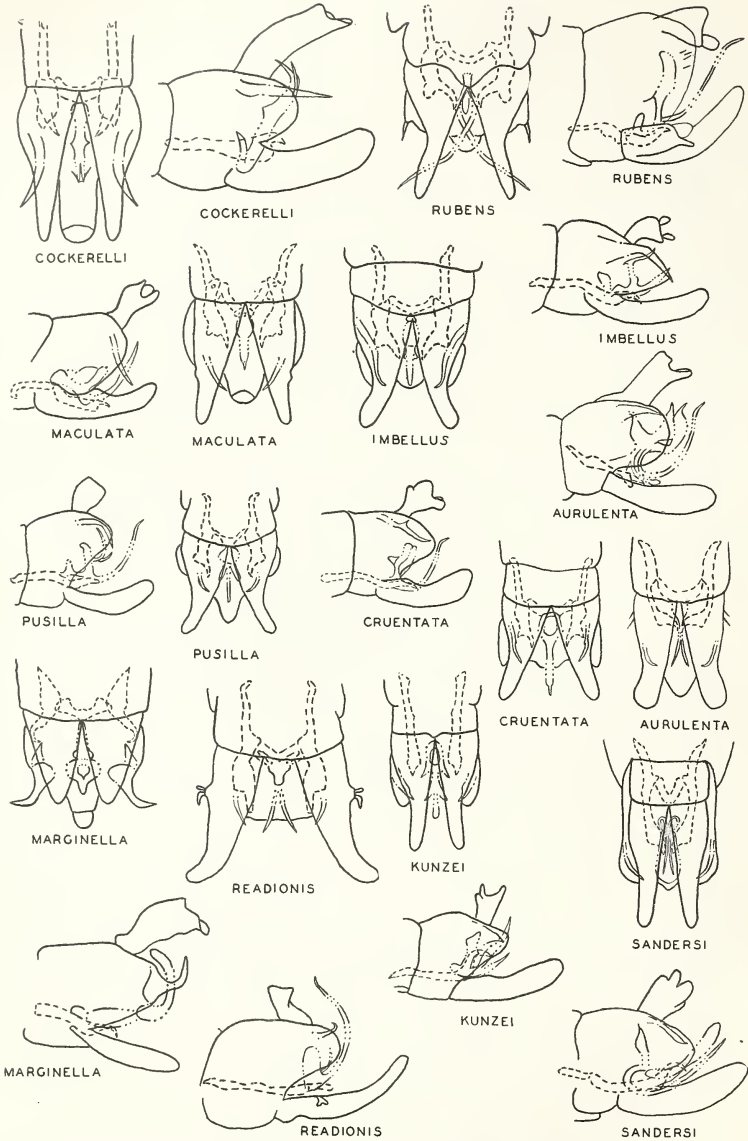 COCKERELLI
COCKERELLI
RUBENS
RUBENS
MACULATA
MACULATA
IMBELLUS
IMBELLUS
AURULENTA
PUSILLA
PUSILLA
CRUENTATA
CRUENTATA
AURULENTA
MARGINELLA
READIONIS
KUNZEI
SANDERSI
MARGINELLA
READIONIS
KUNZEI
SANDERSI